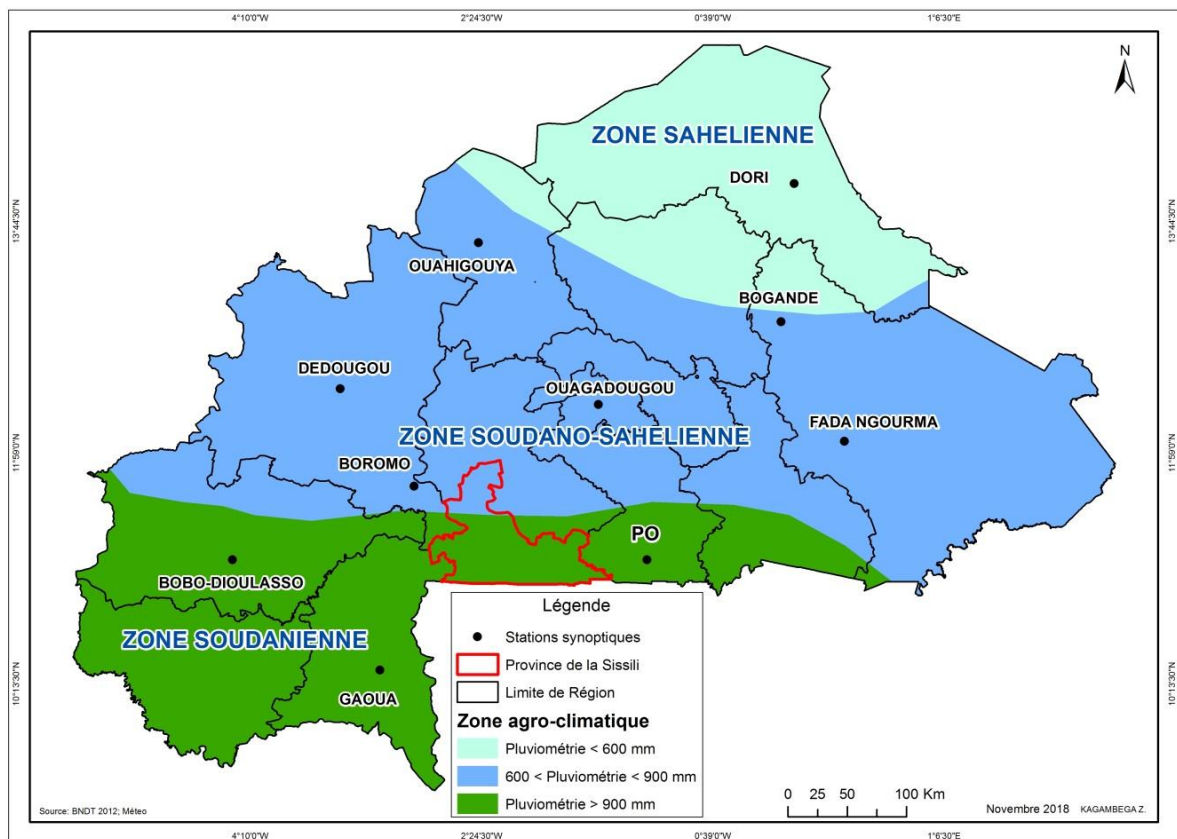 4°10'0"W 2°24'30"W 0°39'0"W 1°6'30"E
N
ZONE SAHELIENNE
DORI
13°44'30"N 13°44'30"N
OUAHIGOUYA
BOGANDE
DEDOUGOU
OUAGADOUGOU
FADA NGOURMA
ZONE SOUDANO-SAHELIENNE
11°59'0"N 11°59'0"N
BOROMO
PO
BOBO-DIOULASSO
ZONE SOUDANIENNE
GAOUA
10°13'30"N 10°13'30"N
Légende
Stations synoptiques
Province de la Sissili
Limite de Région
Zone agro-climatique
Pluviométrie < 600 mm
600 < Pluviométrie < 900 mm
Pluviométrie > 900 mm
0 25 50 100 Km
Source: BNDT 2012; Méteo
Novembre 2018 KAGAMBEGA Z.
4°10'0"W 2°24'30"W 0°39'0"W 1°6'30"E